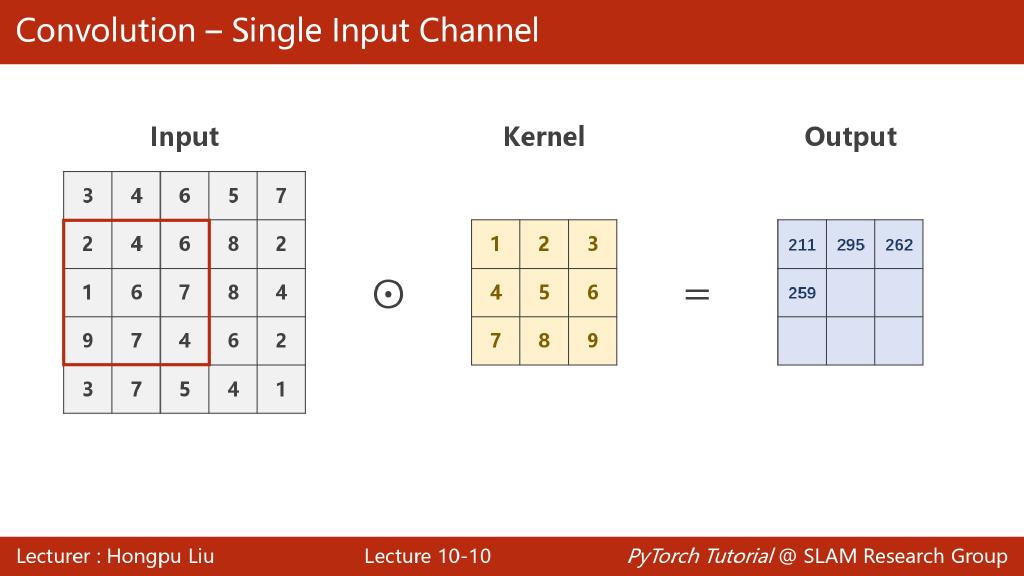 Convolution – Single Input Channel
Input Kernel Output
3 4 6 5 7
2 4 6 8 2
1 6 7 8 4
9 7 4 6 2
3 7 5 4 1
⊙
1 2 3
4 5 6
7 8 9
=
211 295 262
259
Lecturer : Hongpu Liu Lecture 10-10 PyTorch Tutorial @ SLAM Research Group